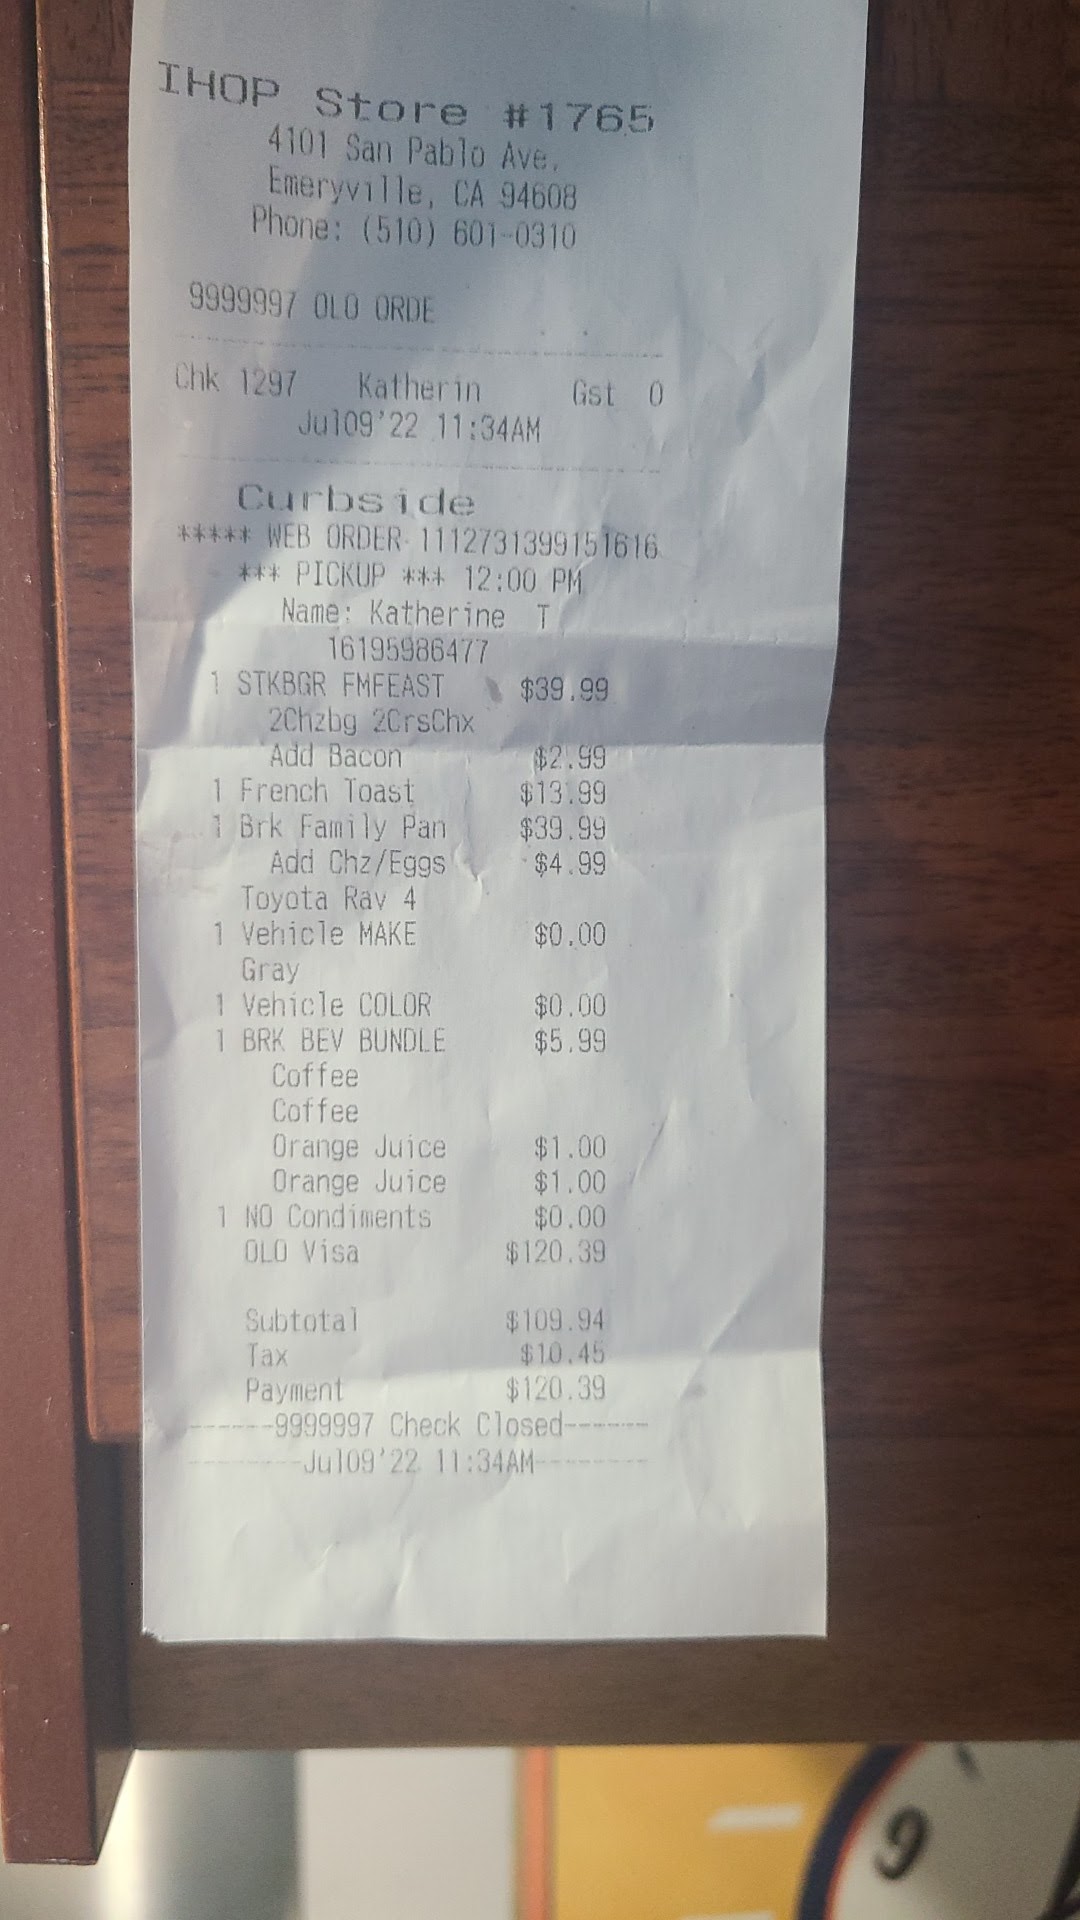 IHOP Store #1765
4101 San Pablo Ave.
Emeryville, CA 94608
Phone: (510) 601-0310
9999997 OLO ORDE
Chk 1297 Katherin Gst 0
Jul09'22 11:34AM
Curbside
***** WEB ORDER 1112731399151616
*** PICKUP *** 12:00 PM
Name: Katherine T
16195986477
1 STKBGR FMFEAST $39.99
2Chzbg 2CrsChx
Add Bacon $2.99
1 French Toast $13.99
1 Brk Family Pan $39.99
Add Chz/Eggs $4.99
Toyota Rav 4
1 Vehicle MAKE $0.00
Gray
1 Vehicle COLOR $0.00
1 BRK BEV BUNDLE $5.99
Coffee
Coffee
Orange Juice $1.00
Orange Juice $1.00
1 NO Condiments $0.00
OLO Visa $120.39
Subtotal $109.94
Tax $10.45
Payment $120.39
------9999997 Check Closed------
--------Jul09'22 11:34AM--------
9